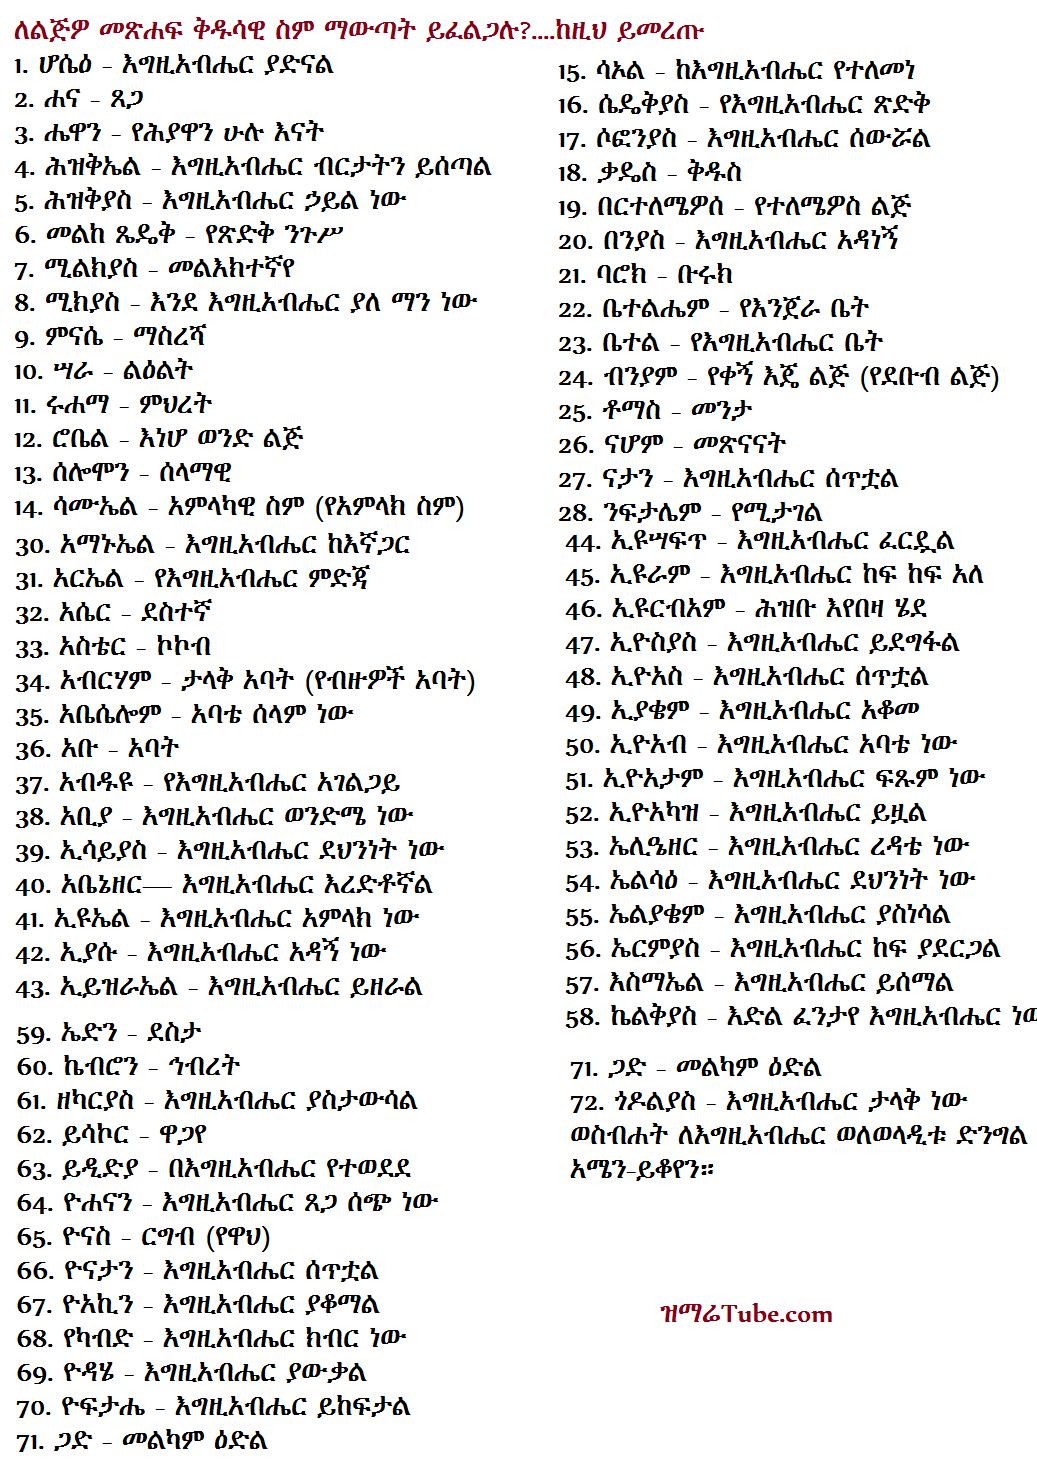 ለልጅዎ መጽሐፍ ቅዱሳዊ ስም ማውጣት ይፈልጋሉ?....ከዚህ ይመረጡ
1. ሆሴዕ - እግዚአብሔር ያድናል
2. ሐና - ጸጋ
3. ሔዋን - የሕያዋን ሁሉ እናት
4. ሕዝቅኤል - እግዚአብሔር ብርታትን ይሰጣል
5. ሕዝቅያስ - እግዚአብሔር ኃይል ነው
6. መልከ ጼዴቅ - የጽድቅ ንጉሥ
7. ሚልክያስ - መልእክተኛየ
8. ሚክያስ - እንደ እግዚአብሔር ያለ ማን ነው
9. ምናሴ - ማስረሻ
10. ሣራ - ልዕልት
11. ሩሐማ - ምህረት
12. ሮቤል - እነሆ ወንድ ልጅ
13. ሰሎሞን - ሰላማዊ
14. ሳሙኤል - አምላካዊ ስም (የአምላክ ስም)
15. ሳኦል - ከእግዚአብሔር የተለመነ
16. ሴዴቅያስ - የእግዚአብሔር ጽድቅ
17. ሶፎንያስ - እግዚአብሔር ሰውሯል
18. ቃዴስ - ቅዱስ
19. በርተለሜዎሰ - የተለሜዎስ ልጅ
20. በንያስ - እግዚአብሔር አዳነኝ
21. ባሮክ - ቡሩክ
22. ቤተልሔም - የእንጀራ ቤት
23. ቤተል - የእግዚአብሔር ቤት
24. ብንያም - የቀኝ እጄ ልጅ (የደቡብ ልጅ)
25. ቶማስ - መንታ
26. ናሆም - መጽናናት
27. ናታን - እግዚአብሔር ሰጥቷል
28. ንፍታሌም - የሚታገል
30. አማኑኤል - እግዚአብሔር ከእኛጋር
31. አርኤል - የእግዚአብሔር ምድጃ
32. አሴር - ደስተኛ
33. አስቴር - ኮኮብ
34. አብርሃም - ታላቅ አባት (የብዙዎች አባት)
35. አቤሴሎም - አባቴ ሰላም ነው
36. አቡ - አባት
37. አብዱዩ - የእግዚአብሔር አገልጋይ
38. አቢያ - እግዚአብሔር ወንድሜ ነው
39. ኢሳይያስ - እግዚአብሔር ደህንነት ነው
40. አቤኔዘር— እግዚአብሔር እረድቶኛል
41. ኢዩኤል - እግዚአብሔር አምላክ ነው
42. ኢያሱ - እግዚአብሔር አዳኝ ነው
43. ኢይዝራኤል - እግዚአብሔር ይዘራል
44. ኢዩሣፍጥ - እግዚአብሔር ፈርዷል
45. ኢዩራም - እግዚአብሔር ከፍ ከፍ አለ
46. ኢዩርብአም - ሕዝቡ እየበዛ ሄደ
47. ኢዮስያስ - እግዚአብሔር ይደግፋል
48. ኢዮአስ - እግዚአብሔር ሰጥቷል
49. ኢያቄም - እግዚአብሔር አቆመ
50. ኢዮአብ - እግዚአብሔር አባቴ ነው
51. ኢዮአታም - እግዚአብሔር ፍጹም ነው
52. ኢዮአካዝ - እግዚአብሔር ይዟል
53. ኤሊዔዘር - እግዚአብሔር ረዳቴ ነው
54. ኤልሳዕ - እግዚአብሔር ደህንነት ነው
55. ኤልያቄም - እግዚአብሔር ያስነሳል
56. ኤርምያስ - እግዚአብሔር ከፍ ያደርጋል
57. እስማኤል - እግዚአብሔር ይሰማል
58. ኬልቅያስ - እድል ፈንታየ እግዚአብሔር ነው
59. ኤድን - ደስታ
60. ኬብሮን - ኅብረት
61. ዘካርያስ - እግዚአብሔር ያስታውሳል
62. ይሳኮር - ዋጋየ
63. ይዲድያ - በእግዚአብሔር የተወደደ
64. ዮሐናን - እግዚአብሔር ጸጋ ሰጭ ነው
65. ዮናስ - ርግብ (የዋህ)
66. ዮናታን - እግዚአብሔር ሰጥቷል
67. ዮአኪን - እግዚአብሔር ያቆማል
68. የካብድ - እግዚአብሔር ክብር ነው
69. ዮዳሄ - እግዚአብሔር ያውቃል
70. ዮፍታሔ - እግዚአብሔር ይከፍታል
71. ጋድ - መልካም ዕድል
71. ጋድ - መልካም ዕድል
72. ጎዶልያስ - እግዚአብሔር ታላቅ ነው
ወስብሐት ለእግዚአብሔር ወለወላዲቱ ድንግል
አሜን-ይቆየን።
ዝማሬTube.com